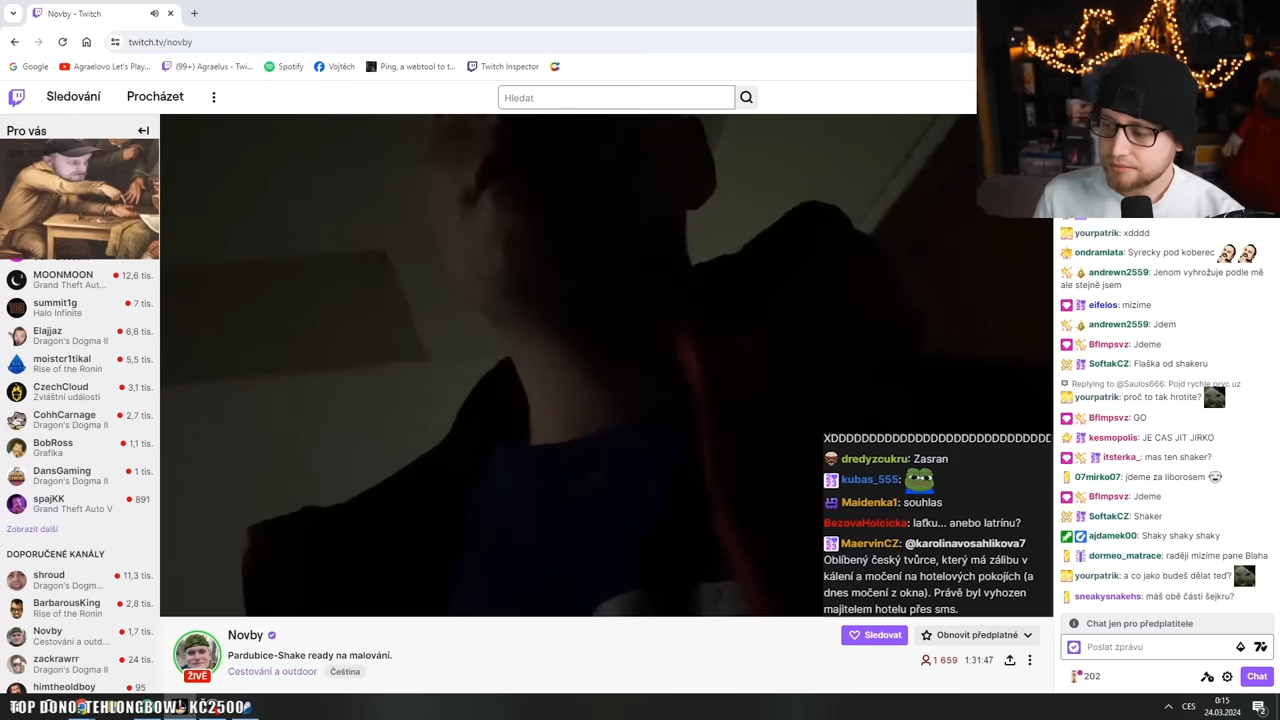 Novby - Twitch
twitch.tv/novby
Google
Agraelovo Let's Play...
(99+) Agraelus - Twi...
Spotify
Vojtěch
Ping, a webtool to t...
Twitch Inspector
Sledování
Procházet
Hledat
Pro vás
MOONMOON
12,6 tis.
Grand Theft Aut...
summit1g
7 tis.
Halo Infinite
Elajjaz
6,6 tis.
Dragon's Dogma II
moistcr1tikal
5,5 tis.
Rise of the Ronin
CzechCloud
3,1 tis.
Zvláštní události
CohhCarnage
2,7 tis.
Dragon's Dogma II
BobRoss
1,1 tis.
Grafika
DansGaming
1 tis.
Dragon's Dogma II
spajKK
891
Grand Theft Auto V
Zobrazit další
DOPORUČENÉ KANÁLY
shroud
11,3 tis.
Dragon's Dogm...
BarbarousKing
2,8 tis.
Rise of the Ronin
Novby
1,7 tis.
Cestování a outd...
zackrawrr
24 tis.
Dragon's Dogma II
himtheoldboy
95
XDDDDDDDDDDDDDDDDDDDDDDDDDDDD
dredyzcukru: Zasran
kubas_555:
Maidenka1: souhlas
BezovaHolcicka: laťku... anebo latrínu?
MaervinCZ: @karolinavosahlikova7
Oblíbený český tvůrce, který má zálibu v
kálení a močení na hotelových pokojích (a
dnes močení z okna). Právě byl vyhozen
majitelem hotelu přes sms.
Novby
Pardubice-Shake ready na malování.
Cestování a outdoor
Čeština
ŽIVĚ
Sledovat
Obnovit předplatné
1 659
1:31:47
yourpatrik: xdddd
ondramlata: Syrecky pod koberec
andrewn2559: Jenom vyhrožuje podle mě
ale stejně jsem
eifelos: mizíme
andrewn2559: Jdem
Bflmpsvz: Jdeme
SoftakCZ: Flaška od shakeru
Replying to @Saulos666: Pojd rychle pryc uz
yourpatrik: proč to tak hrotíte?
Bflmpsvz: GO
kesmopolis: JE CAS JIT JIRKO
itsterka_: mas ten shaker?
07mirko07: jdeme za liborosem
Bflmpsvz: Jdeme
SoftakCZ: Shaker
ajdamek00: Shaky shaky shaky
dormeo_matrace: raději mizíme pane Blaha
yourpatrik: a co jako budeš dělat teď?
sneakysnakehs: máš obě části šejkru?
Chat jen pro předplatitele
Poslat zprávu
202
Chat
TOP DONO: TEHLONGBOW - KČ2500
CES
0:15
24.03.2024
2